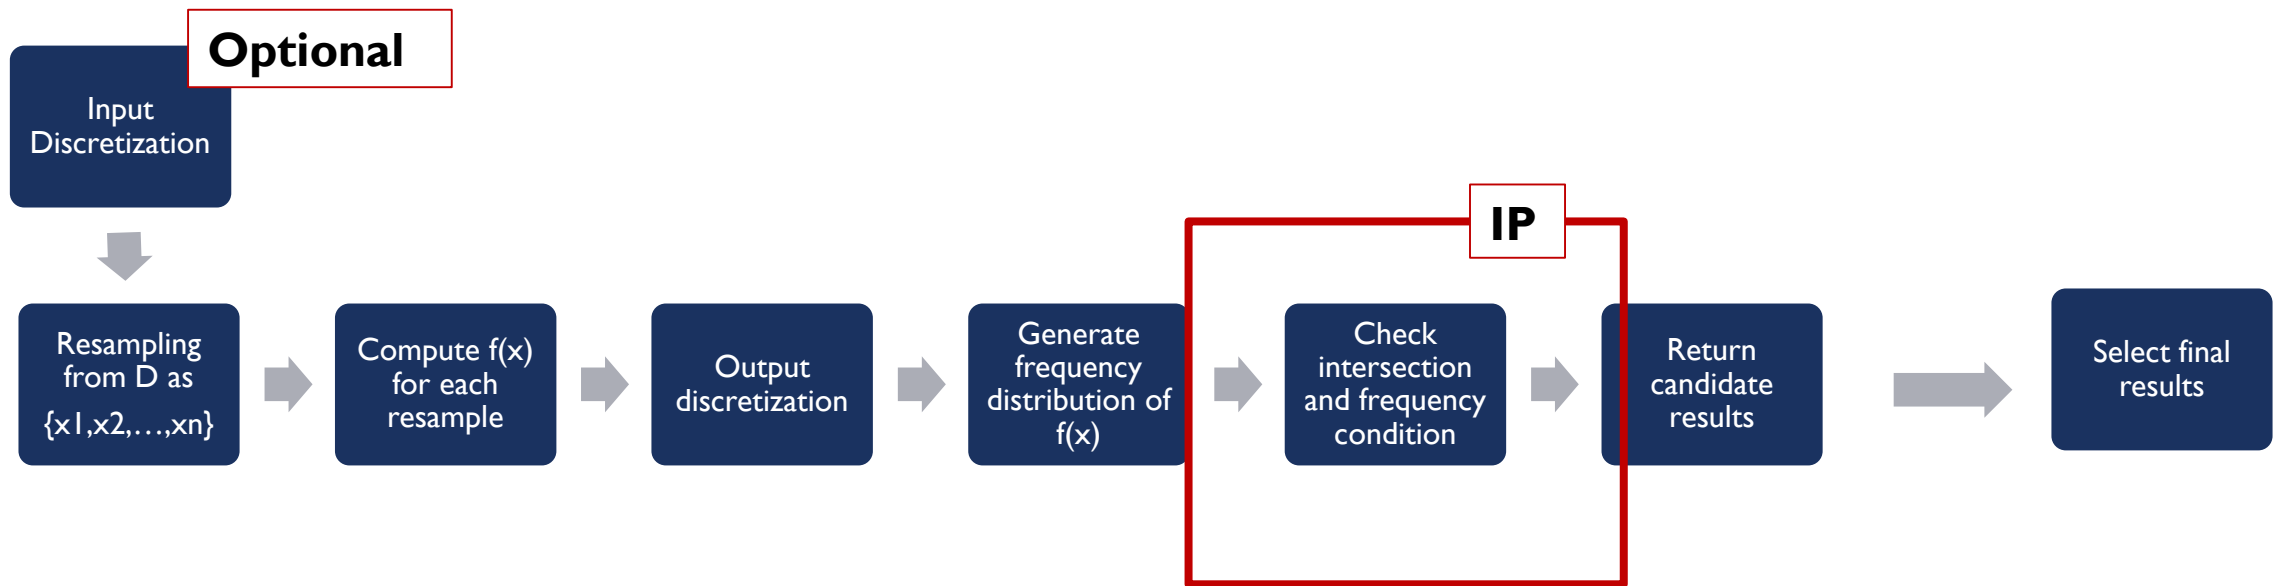 Optional
Input
Discretization
IP
Resampling
from D as
{x1,x2,…,xn}
Compute f(x)
for each
resample
Output
discretization
Generate
frequency
distribution of
f(x)
Check
intersection
and frequency
condition
Return
candidate
results
Select final
results